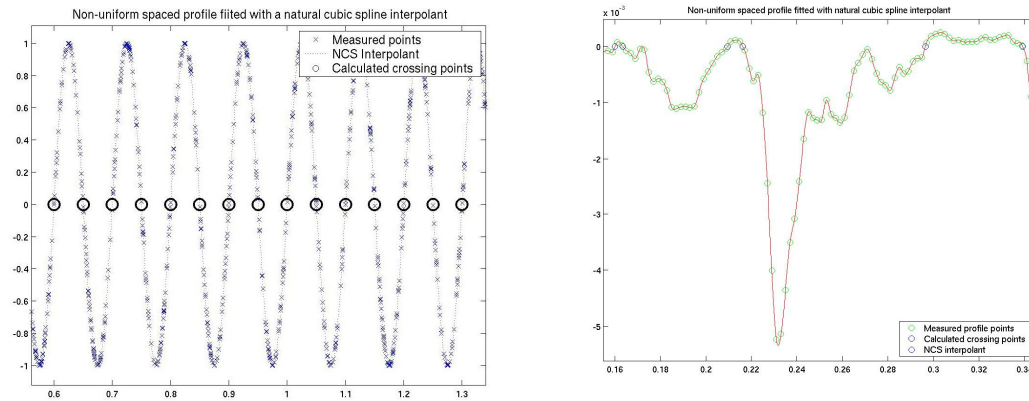 Non-uniform spaced profile fiitted with a natural cubic spline interpolant
Measured points
NCS Interpolant
Calculated crossing points
1
0.8
0.6
0.4
0.2
0
-0.2
-0.4
-0.6
-0.8
-1
0.6 0.7 0.8 0.9 1 1.1 1.2 1.3
Non-uniform spaced profile fitted with natural cubic spline interpolant
x 10⁻³
0
-1
-2
-3
-4
-5
Measured profile points
Calculated crossing points
NCS interpolant
0.16 0.18 0.2 0.22 0.24 0.26 0.28 0.3 0.32